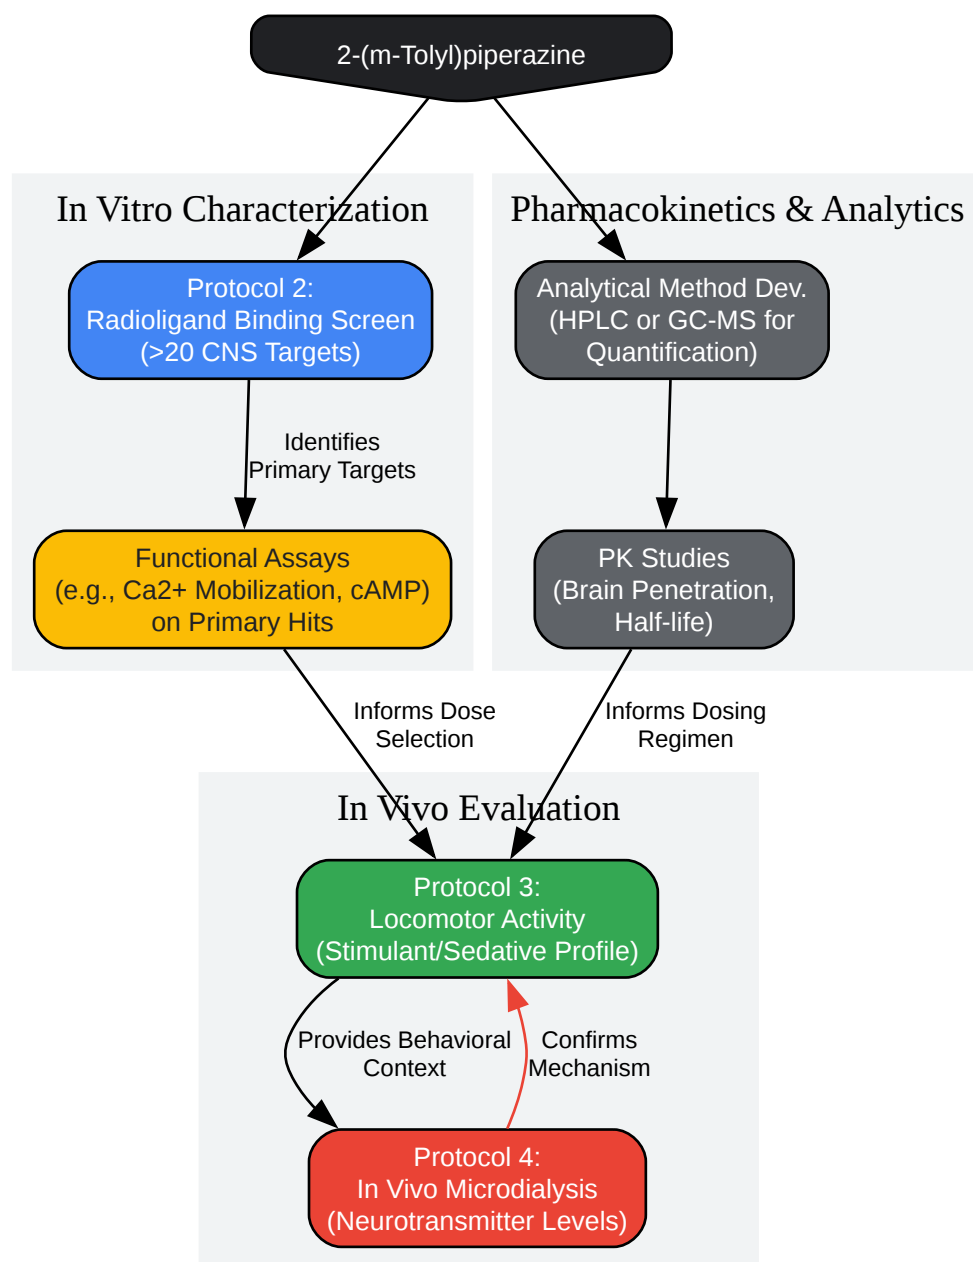 2-(m-Tolyl)piperazine
In Vitro Characterization
Pharmacokinetics & Analytics
Protocol 2:
Radioligand Binding Screen
(>20 CNS Targets)
Analytical Method Dev.
(HPLC or GC-MS for
Quantification)
Identifies
Primary Targets
Functional Assays
(e.g., Ca2+ Mobilization, cAMP)
on Primary Hits
PK Studies
(Brain Penetration,
Half-life)
Informs Dose
Selection
Informs Dosing
Regimen
In Vivo Evaluation
Protocol 3:
Locomotor Activity
(Stimulant/Sedative Profile)
Provides Behavioral
Context
Confirms
Mechanism
Protocol 4:
In Vivo Microdialysis
(Neurotransmitter Levels)